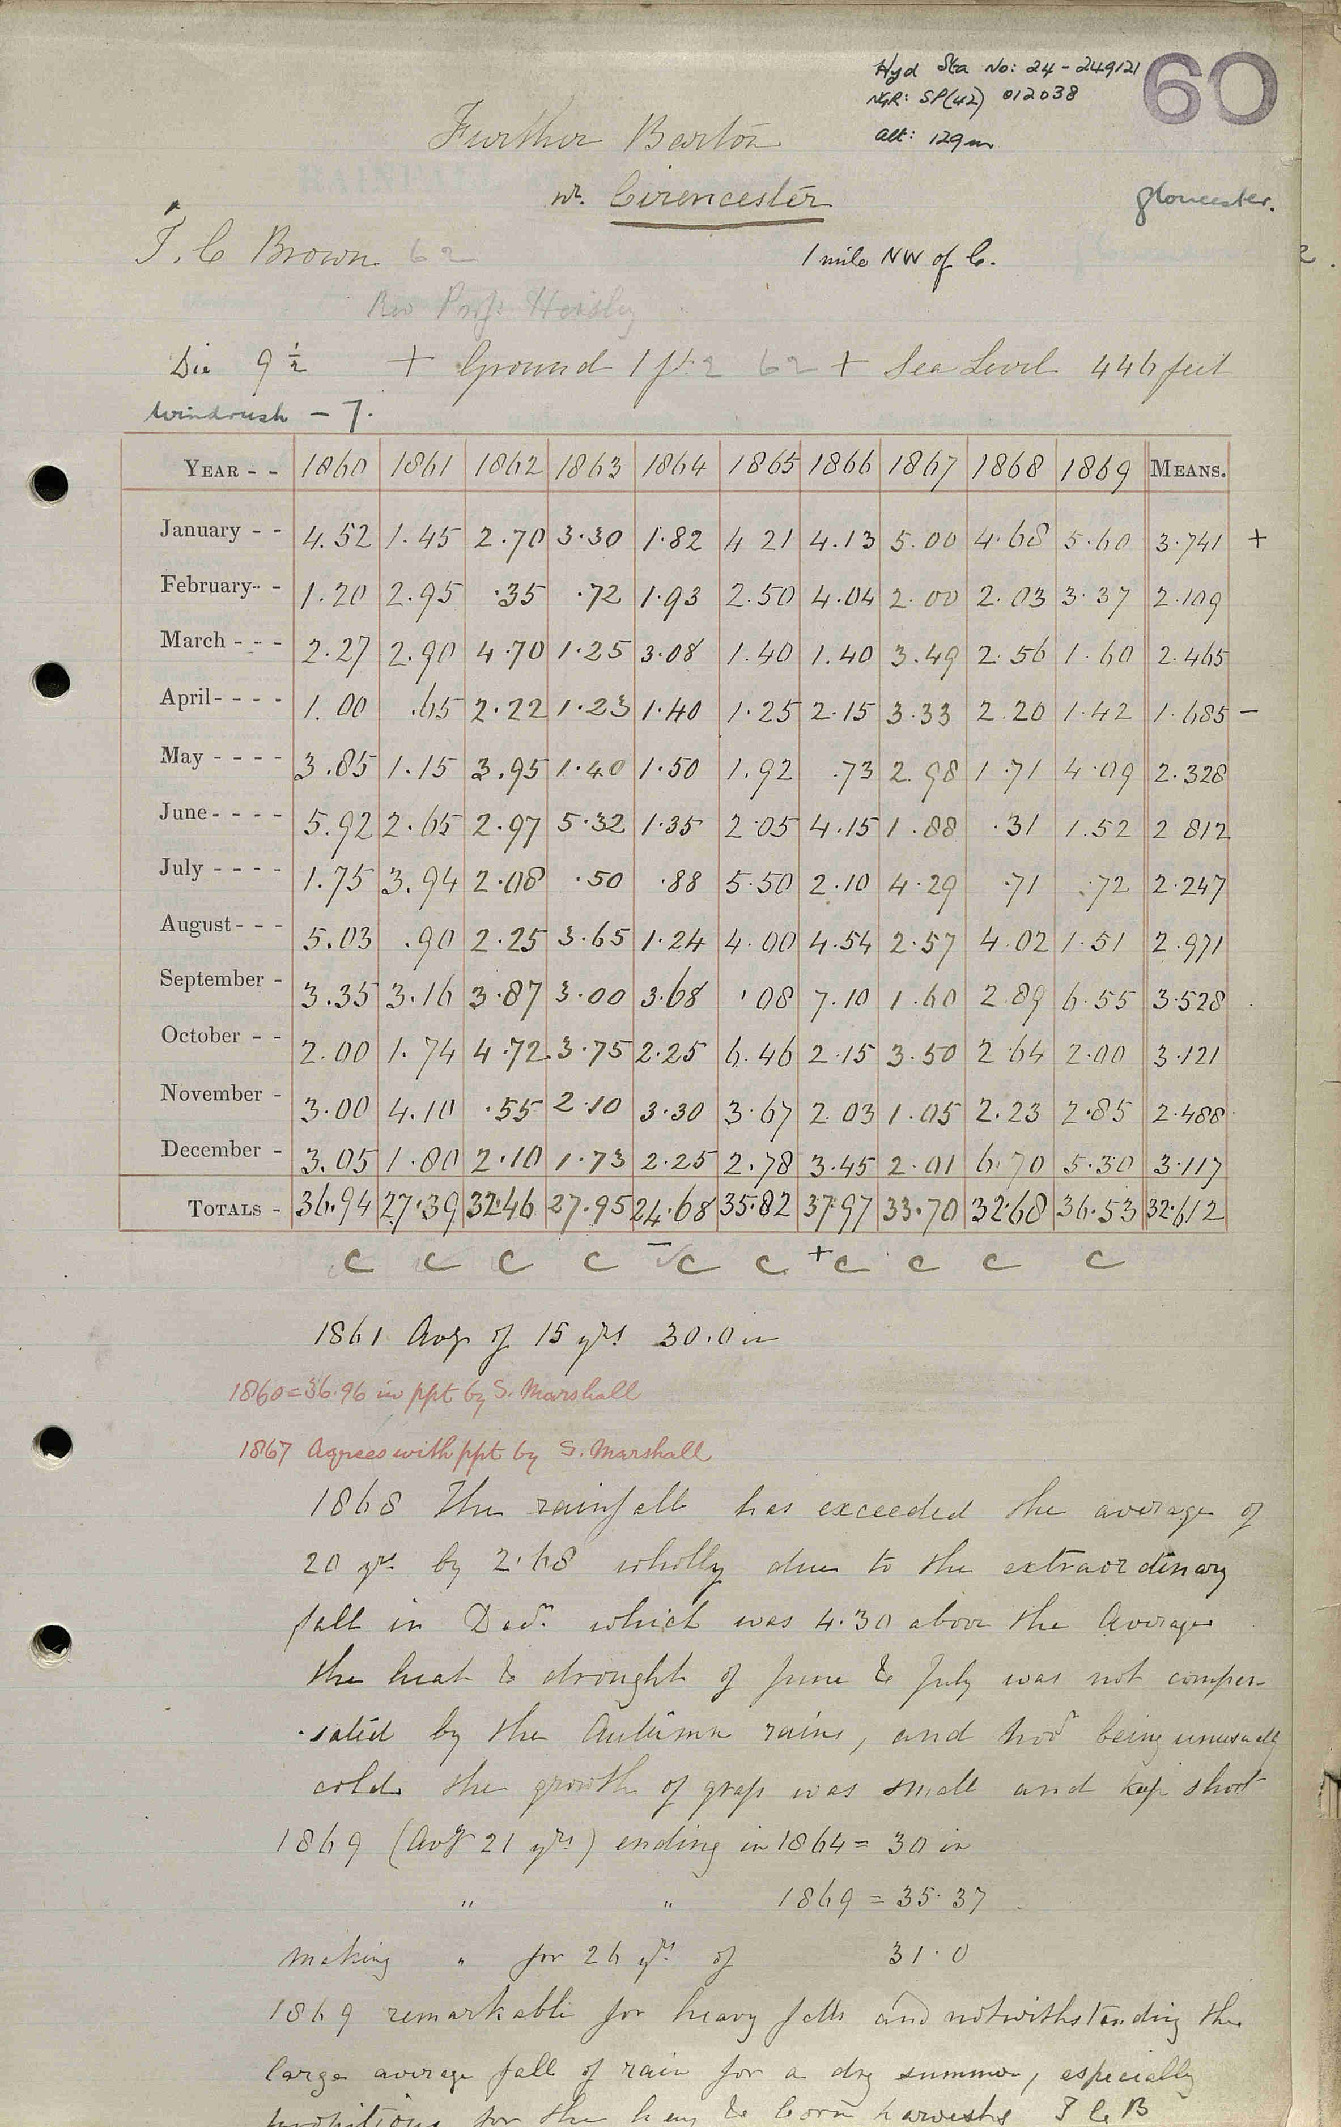 Hyd Sta No: 24-249121
60
NGR: SP(42) 012038
Further Barton
alt: 129m
nr. Cirencester
Gloucester.
T. C Brown 62
1 mile NW of C.
Rev Prof
Dia 9 1/2 + Ground 1 ft 2 62 + Sea Level 446 feet
Windrush - 7.
YEAR - - 1860 1861 1862 1863 1864 1865 1866 1867 1868 1869 MEANS.
January - - 4.52 1.45 2.70 3.30 1.82 4 21 4.13 5.00 4.68 5.60 3.741 +
February - - 1.20 2.95 .35 .72 1.93 2.50 4.04 2.00 2.03 3.37 2.109
March - - - 2.27 2.90 4.70 1.25 3.08 1.40 1.40 3.49 2.56 1.60 2.465
April - - - - 1.00 .65 2.22 1.23 1.40 1.25 2.15 3.33 2.20 1.42 1.685 -
May - - - - 3.85 1.15 3.95 1.40 1.50 1.92 .73 2.98 1.71 4.09 2.328
June - - - - 5.92 2.65 2.97 5.32 1.35 2.05 4.15 1.88 .31 1.52 2 812
July - - - - 1.75 3.94 2.08 .50 .88 5.50 2.10 4.29 .71 .72 2.247
August - - - 5.03 .90 2.25 3.65 1.24 4.00 4.54 2.57 4.02 1.51 2.971
September - 3.35 3.16 3.87 3.00 3.68 .08 7.10 1.60 2.89 6.55 3.528
October - - 2.00 1.74 4.72 3.75 2.25 6.46 2.15 3.50 2 64 2.00 3.121
November - 3.00 4.10 .55 2.10 3.30 3.67 2 03 1.05 2.23 2.85 2.488
December - 3.05 1.80 2.10 1.73 2.25 2.78 3.45 2.01 6.70 5.30 3.117
TOTALS - 36.94 27.39 32.46 27.95 24.68 35.82 37.97 33.70 32.68 36.53 32.612
C C C C - C C + C C C C
1861 Avge of 15 yrs 30.0 in
1860 = 36.96 in ppt by S. Marshall
1867 Agrees with ppt by S. Marshall
1868 The rainfall has exceeded the average of
20 yrs by 2.68 wholly due to the extraordinary
fall in Decr. which was 4.30 above the Average
the heat & drought of June & July was not compen-
sated by the Autumn rains, and Novr being unusually
cold the growth of grass was small and kep short
1869 (Avg 21 yrs) ending in 1864 = 30 in
" " 1869 = 35.37
making " for 26 yrs of 31.0
1869 remarkable for heavy falls and notwithstanding the
large average fall of rain for a dry summer, especially
for the hay & Corn harvests T C B